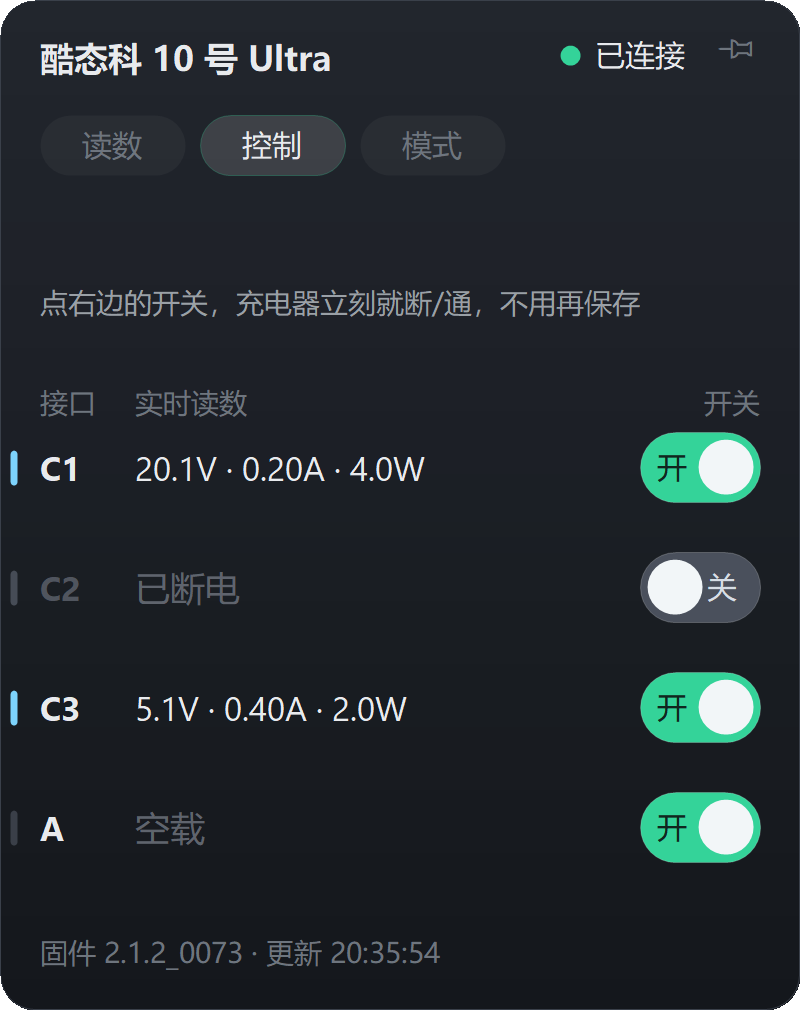 酷态科 10 号 Ultra 已连接
读数 控制 模式
点右边的开关，充电器立刻就断/通，不用再保存
接口 实时读数 开关
C1 20.1V · 0.20A · 4.0W 开
C2 已断电 关
C3 5.1V · 0.40A · 2.0W 开
A 空载 开
固件 2.1.2_0073 · 更新 20:35:54